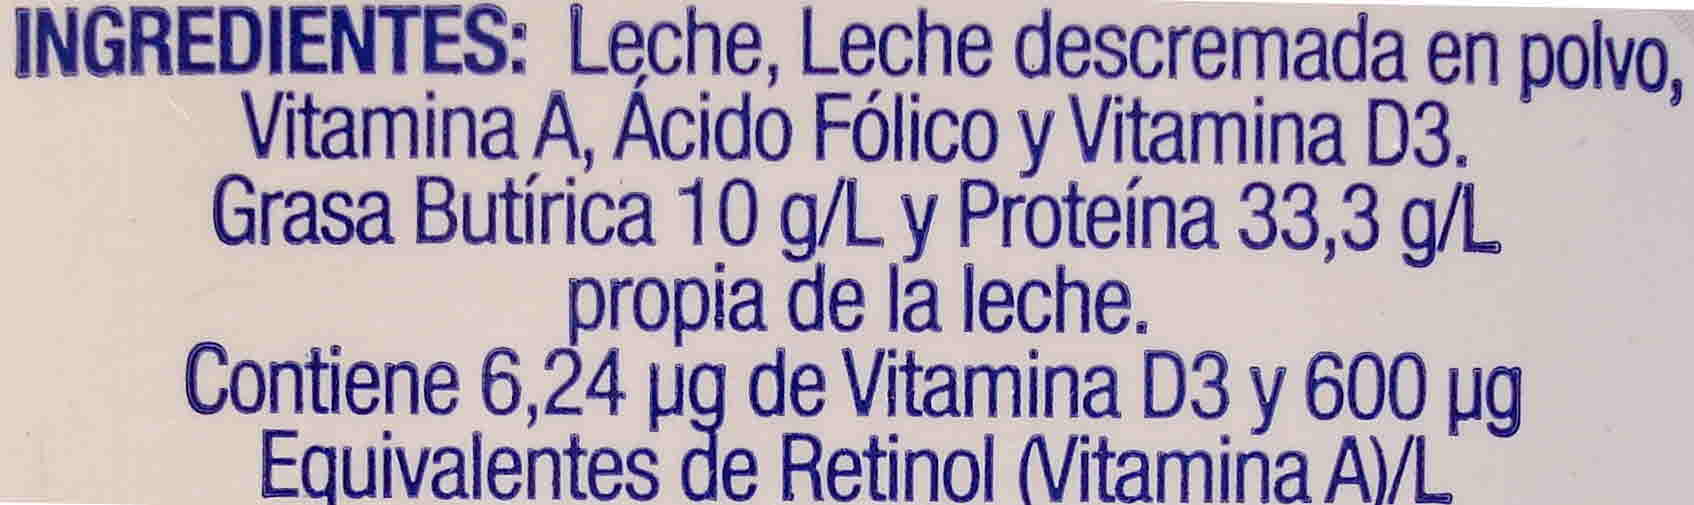 INGREDIENTES: Leche, Leche descremada en polvo,
Vitamina A, Ácido Fólico y Vitamina D3.
Grasa Butírica 10 g/L y Proteína 33,3 g/L
propia de la leche.
Contiene 6,24 µg de Vitamina D3 y 600 µg
Equivalentes de Retinol (Vitamina A)/L